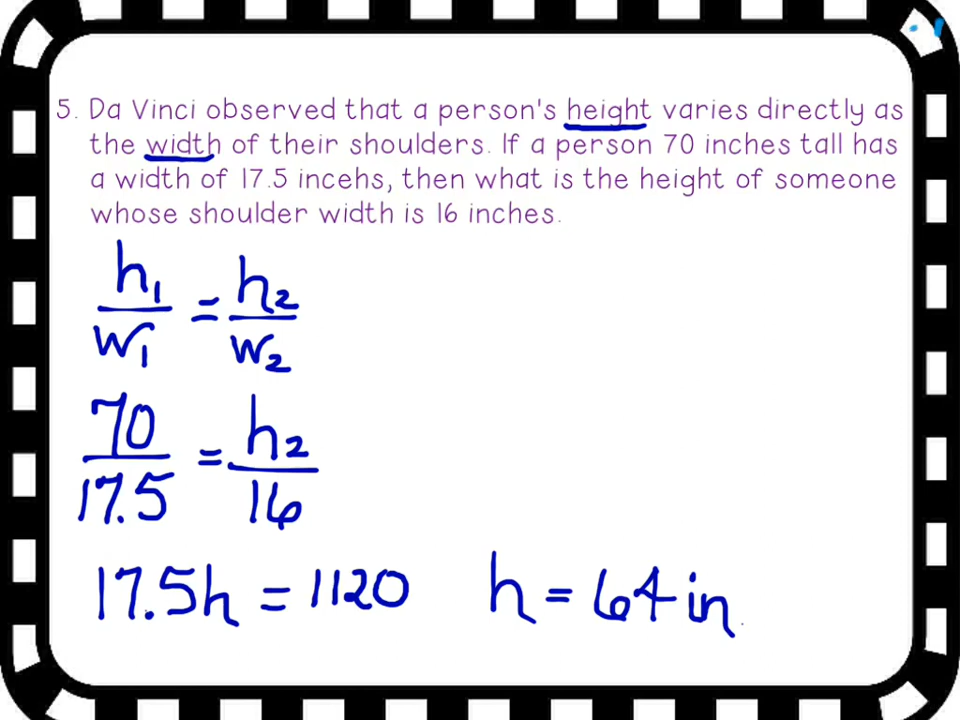 5. Da Vinci observed that a person's height varies directly as
the width of their shoulders. If a person 70 inches tall has
a width of 17.5 incehs, then what is the height of someone
whose shoulder width is 16 inches.
h₁/w₁ = h₂/w₂
70/17.5 = h₂/16
17.5h = 1120 h = 64 in